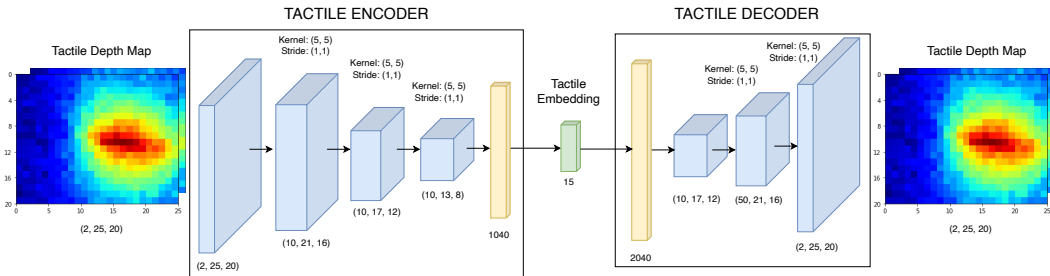 TACTILE ENCODER
TACTILE DECODER
Tactile Depth Map
0
4
8
12
16
20
0
5
10
15
20
25
(2, 25, 20)
(2, 25, 20)
Kernel: (5, 5)
Stride: (1,1)
(10, 21, 16)
Kernel: (5, 5)
Stride: (1,1)
(10, 17, 12)
Kernel: (5, 5)
Stride: (1,1)
(10, 13, 8)
1040
Tactile
Embedding
15
2040
(10, 17, 12)
Kernel: (5, 5)
Stride: (1,1)
(50, 21, 16)
Kernel: (5, 5)
Stride: (1,1)
(2, 25, 20)
Tactile Depth Map
0
4
8
12
16
20
0
5
10
15
20
25
(2, 25, 20)